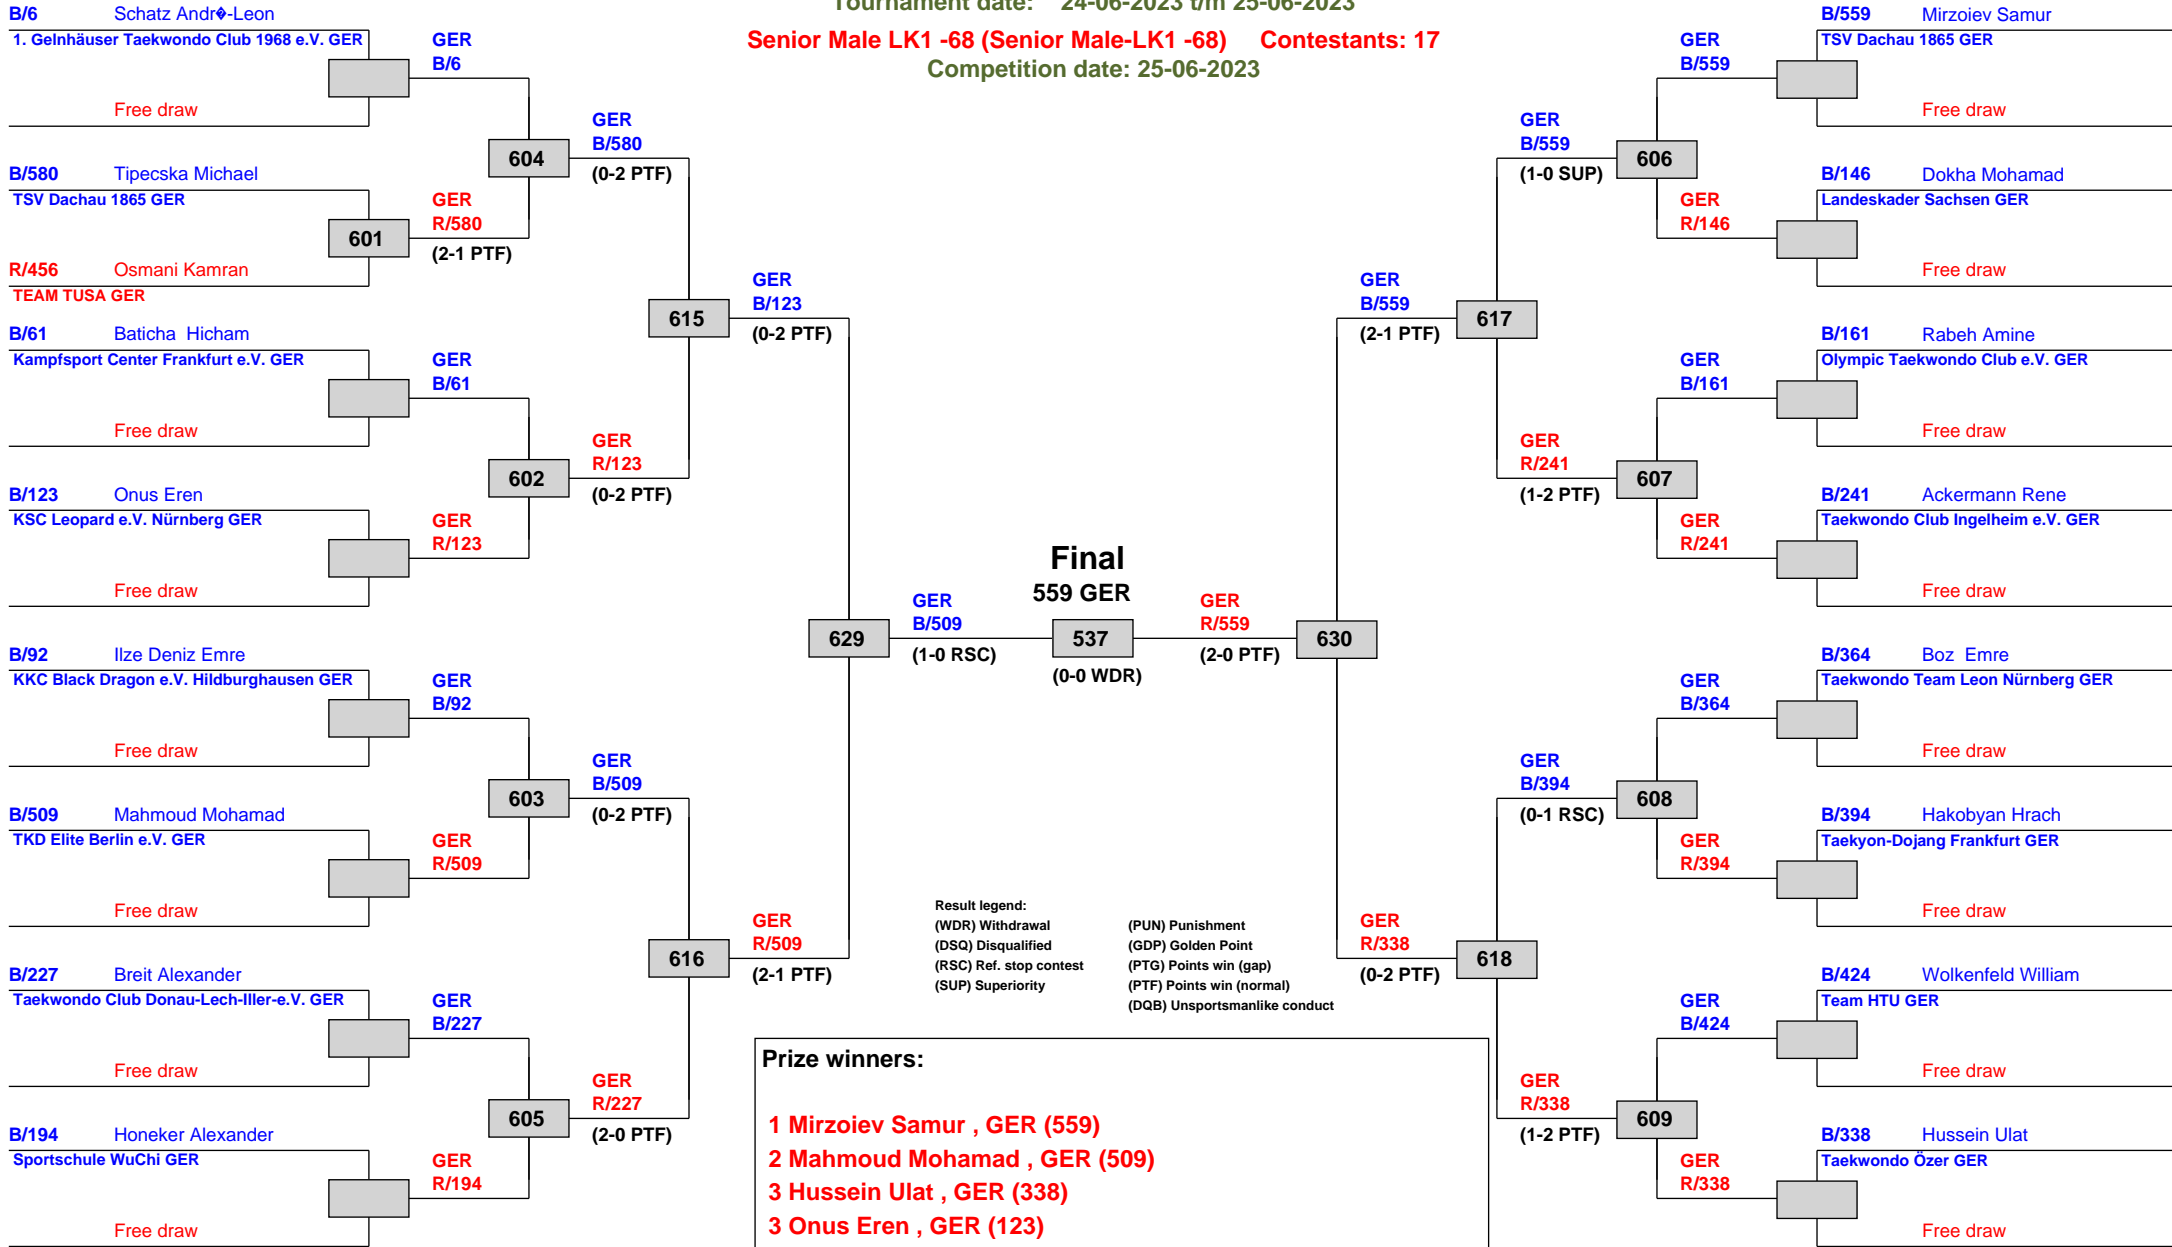 Tournament date: 24-06-2023 t/m 25-06-2023
Senior Male LK1 -68 (Senior Male-LK1 -68) Contestants: 17
Competition date: 25-06-2023
B/6 Schatz Andr�-Leon
1. Gelnhäuser Taekwondo Club 1968 e.V. GER
Free draw
B/580 Tipecska Michael
TSV Dachau 1865 GER
601
R/456 Osmani Kamran
TEAM TUSA GER
B/61 Baticha Hicham
Kampfsport Center Frankfurt e.V. GER
Free draw
B/123 Onus Eren
KSC Leopard e.V. Nürnberg GER
Free draw
B/92 Ilze Deniz Emre
KKC Black Dragon e.V. Hildburghausen GER
Free draw
B/509 Mahmoud Mohamad
TKD Elite Berlin e.V. GER
Free draw
B/227 Breit Alexander
Taekwondo Club Donau-Lech-Iller-e.V. GER
Free draw
B/194 Honeker Alexander
Sportschule WuChi GER
Free draw
GER
B/6
604
GER
R/580
(2-1 PTF)
GER
B/61
602
GER
R/123
GER
B/92
603
GER
R/509
GER
B/227
605
GER
R/194
GER
B/580
(0-2 PTF)
615
GER
R/123
(0-2 PTF)
GER
B/509
(0-2 PTF)
616
GER
R/227
(2-0 PTF)
GER
B/123
(0-2 PTF)
629
GER
R/509
(2-1 PTF)
GER
B/509
(1-0 RSC)
Final
559 GER
537
(0-0 WDR)
GER
R/559
(2-0 PTF)
630
GER
B/559
(2-1 PTF)
617
GER
R/338
(0-2 PTF)
618
GER
B/559
(1-0 SUP)
606
GER
R/241
(1-2 PTF)
607
GER
B/394
(0-1 RSC)
608
GER
R/338
(1-2 PTF)
609
GER
B/559
GER
R/146
GER
B/161
GER
R/241
GER
B/364
GER
R/394
GER
B/424
GER
R/338
B/559 Mirzoiev Samur
TSV Dachau 1865 GER
Free draw
B/146 Dokha Mohamad
Landeskader Sachsen GER
Free draw
B/161 Rabeh Amine
Olympic Taekwondo Club e.V. GER
Free draw
B/241 Ackermann Rene
Taekwondo Club Ingelheim e.V. GER
Free draw
B/364 Boz Emre
Taekwondo Team Leon Nürnberg GER
Free draw
B/394 Hakobyan Hrach
Taekyon-Dojang Frankfurt GER
Free draw
B/424 Wolkenfeld William
Team HTU GER
Free draw
B/338 Hussein Ulat
Taekwondo Özer GER
Free draw
Result legend:
(WDR) Withdrawal (PUN) Punishment
(DSQ) Disqualified (GDP) Golden Point
(RSC) Ref. stop contest (PTG) Points win (gap)
(SUP) Superiority (PTF) Points win (normal)
(DQB) Unsportsmanlike conduct
Prize winners:
1 Mirzoiev Samur , GER (559)
2 Mahmoud Mohamad , GER (509)
3 Hussein Ulat , GER (338)
3 Onus Eren , GER (123)